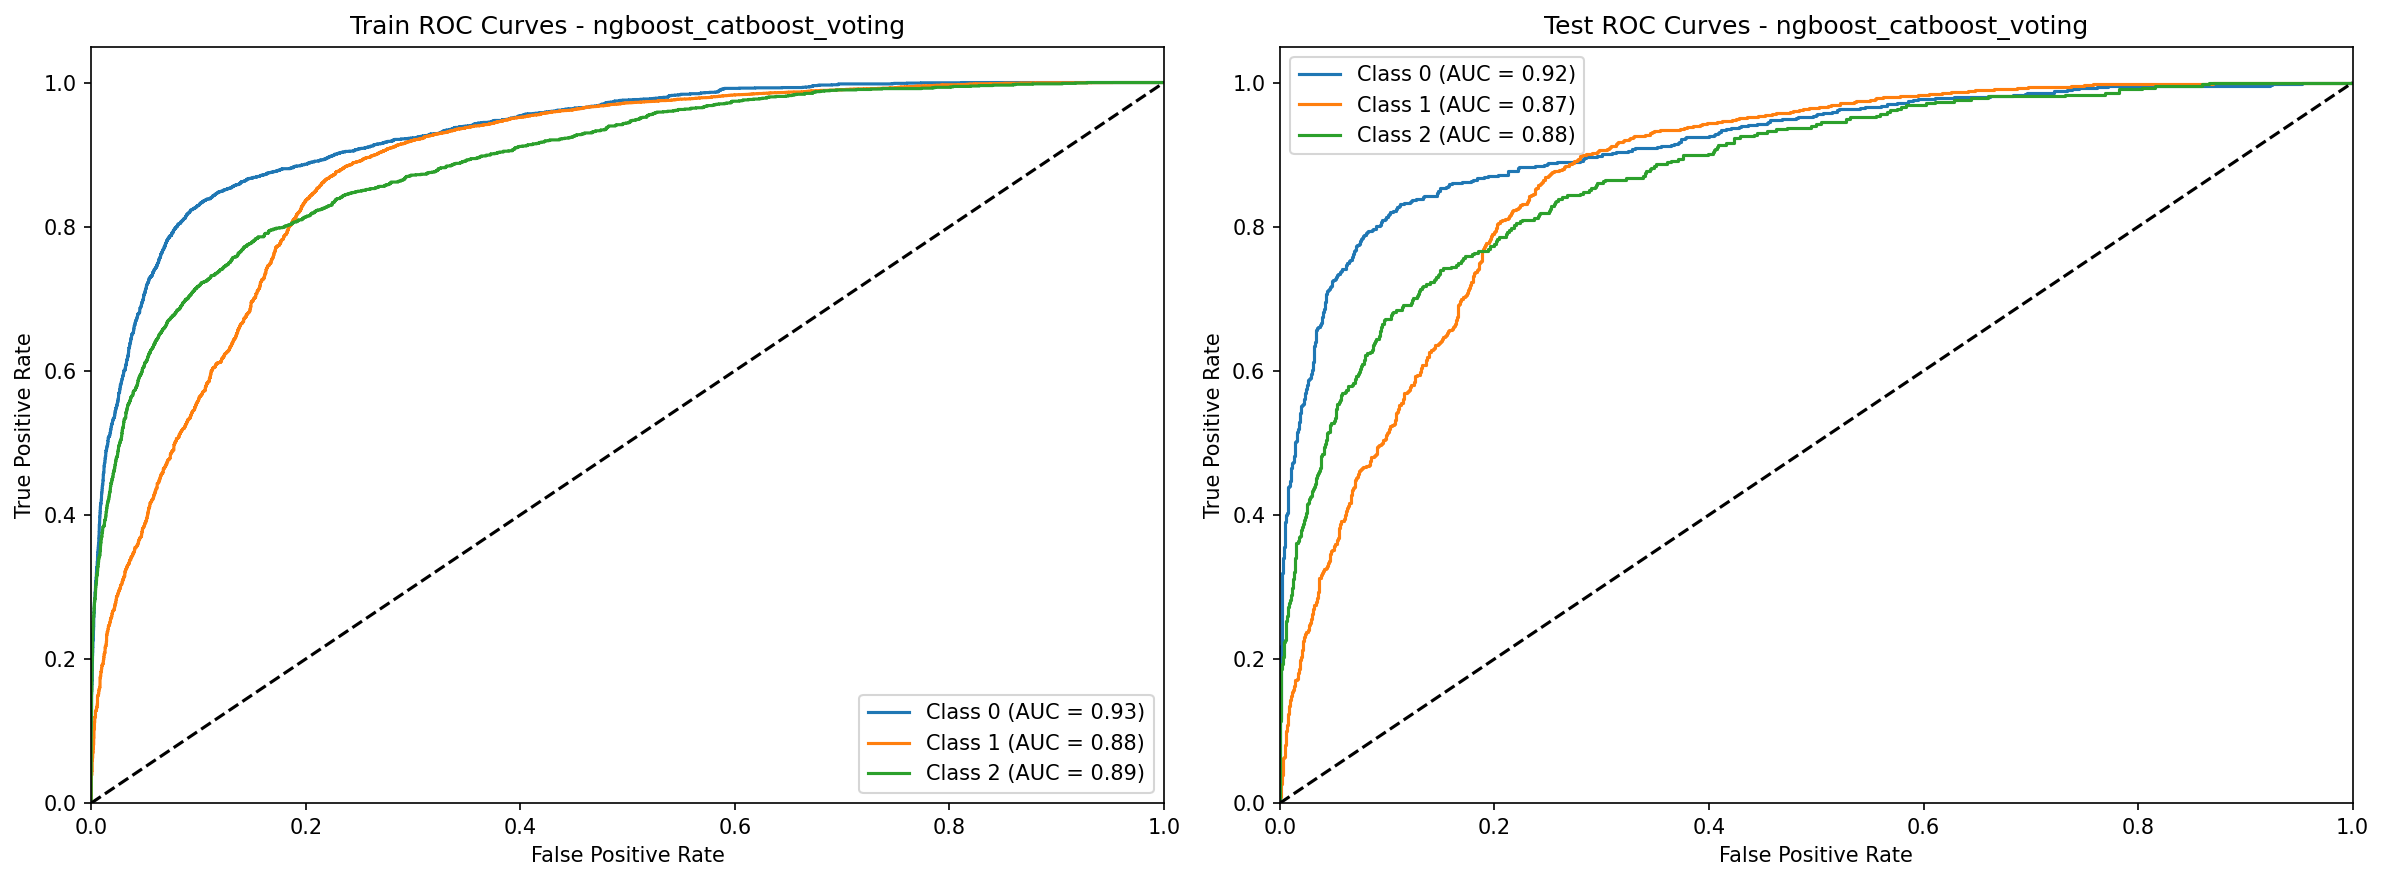 Train ROC Curves - ngboost_catboost_voting
True Positive Rate
1.0
0.8
0.6
0.4
0.2
0.0
Class 0 (AUC = 0.93)
Class 1 (AUC = 0.88)
Class 2 (AUC = 0.89)
0.0 0.2 0.4 0.6 0.8 1.0
False Positive Rate
Test ROC Curves - ngboost_catboost_voting
True Positive Rate
1.0
0.8
0.6
0.4
0.2
0.0
Class 0 (AUC = 0.92)
Class 1 (AUC = 0.87)
Class 2 (AUC = 0.88)
0.0 0.2 0.4 0.6 0.8 1.0
False Positive Rate